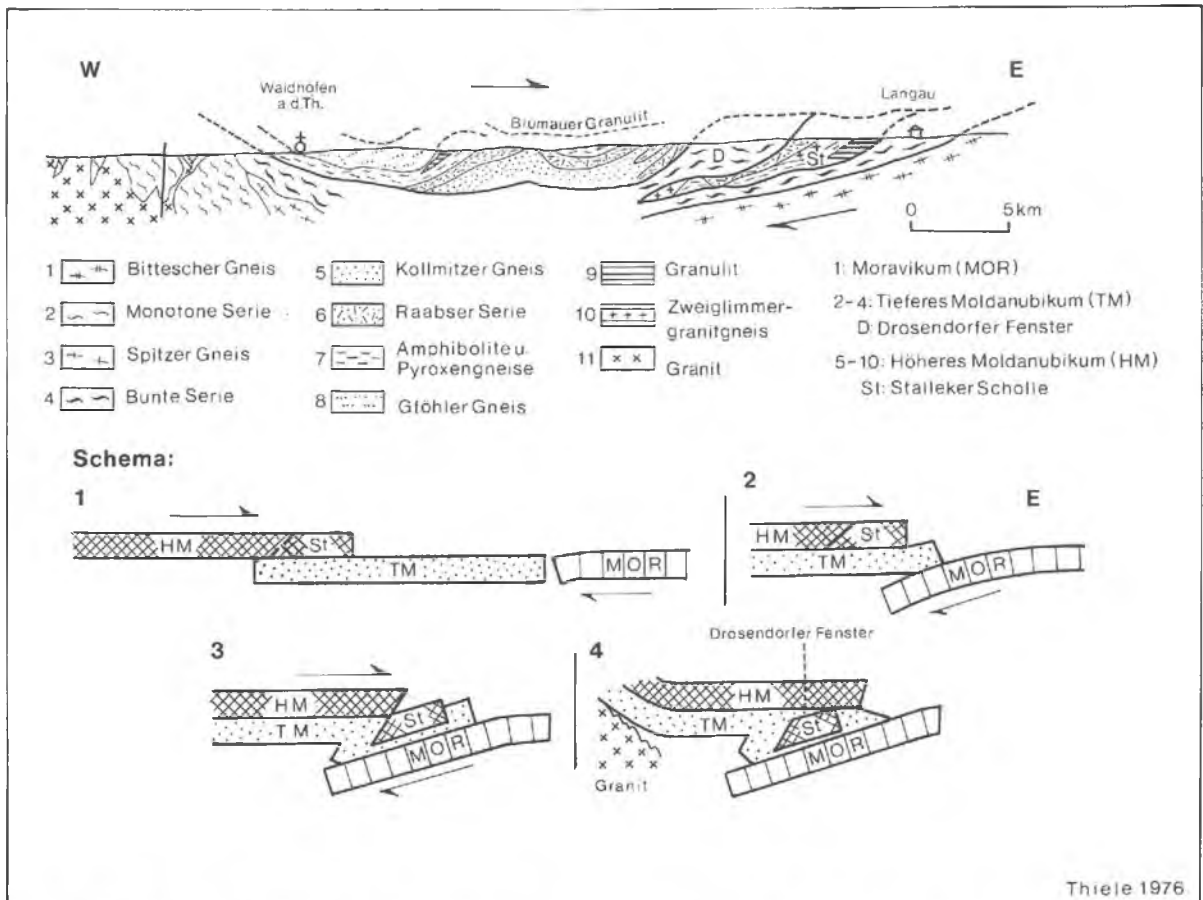 W
E
Waidhofen
a.d.Th.
Blumauer Granulit
Langau
D
St
0 5km
1 Bittescher Gneis
2 Monotone Serie
3 Spitzer Gneis
4 Bunte Serie
5 Kollmitzer Gneis
6 Raabser Serie
7 Amphibolite u.
Pyroxengneise
8 Gföhler Gneis
9 Granulit
10 Zweiglimmer-
granitgneis
11 Granit
1: Moravikum (MOR)
2-4: Tieferes Moldanubikum (TM)
D: Drosendorfer Fenster
5-10: Höheres Moldanubikum (HM)
St: Stalleker Scholle
Schema:
1
HM St
TM
MOR
2
E
HM St
TM
MOR
3
HM
TM
St
MOR
4
Drosendorfer Fenster
HM
TM
St
MOR
Granit
Thiele 1976